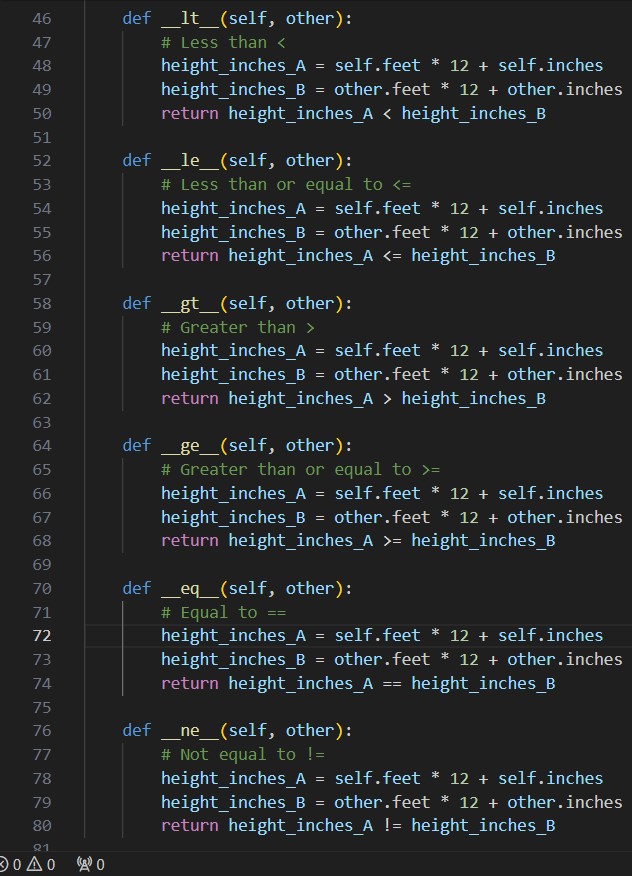 46 def __lt__(self, other):
47 # Less than <
48 height_inches_A = self.feet * 12 + self.inches
49 height_inches_B = other.feet * 12 + other.inches
50 return height_inches_A < height_inches_B
51
52 def __le__(self, other):
53 # Less than or equal to <=
54 height_inches_A = self.feet * 12 + self.inches
55 height_inches_B = other.feet * 12 + other.inches
56 return height_inches_A <= height_inches_B
57
58 def __gt__(self, other):
59 # Greater than >
60 height_inches_A = self.feet * 12 + self.inches
61 height_inches_B = other.feet * 12 + other.inches
62 return height_inches_A > height_inches_B
63
64 def __ge__(self, other):
65 # Greater than or equal to >=
66 height_inches_A = self.feet * 12 + self.inches
67 height_inches_B = other.feet * 12 + other.inches
68 return height_inches_A >= height_inches_B
69
70 def __eq__(self, other):
71 # Equal to ==
72 height_inches_A = self.feet * 12 + self.inches
73 height_inches_B = other.feet * 12 + other.inches
74 return height_inches_A == height_inches_B
75
76 def __ne__(self, other):
77 # Not equal to !=
78 height_inches_A = self.feet * 12 + self.inches
79 height_inches_B = other.feet * 12 + other.inches
80 return height_inches_A != height_inches_B
81
0 0 0